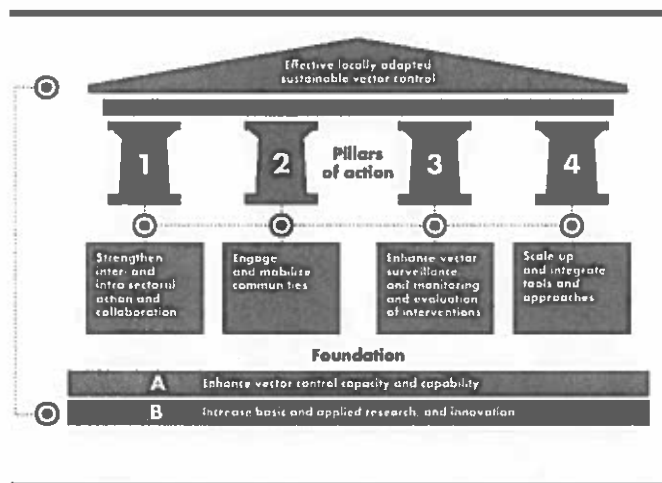 Effective locally adapted
sustainable vector control
1
2
Pillars
of action
3
4
Strengthen
inter- and
intra sectoral
action and
collaboration
Engage
and mobilize
communities
Enhance vector
surveillance
and monitoring
and evaluation
of interventions
Scale up
and integrate
tools and
approaches
Foundation
A Enhance vector control capacity and capability
B Increase basic and applied research, and innovation